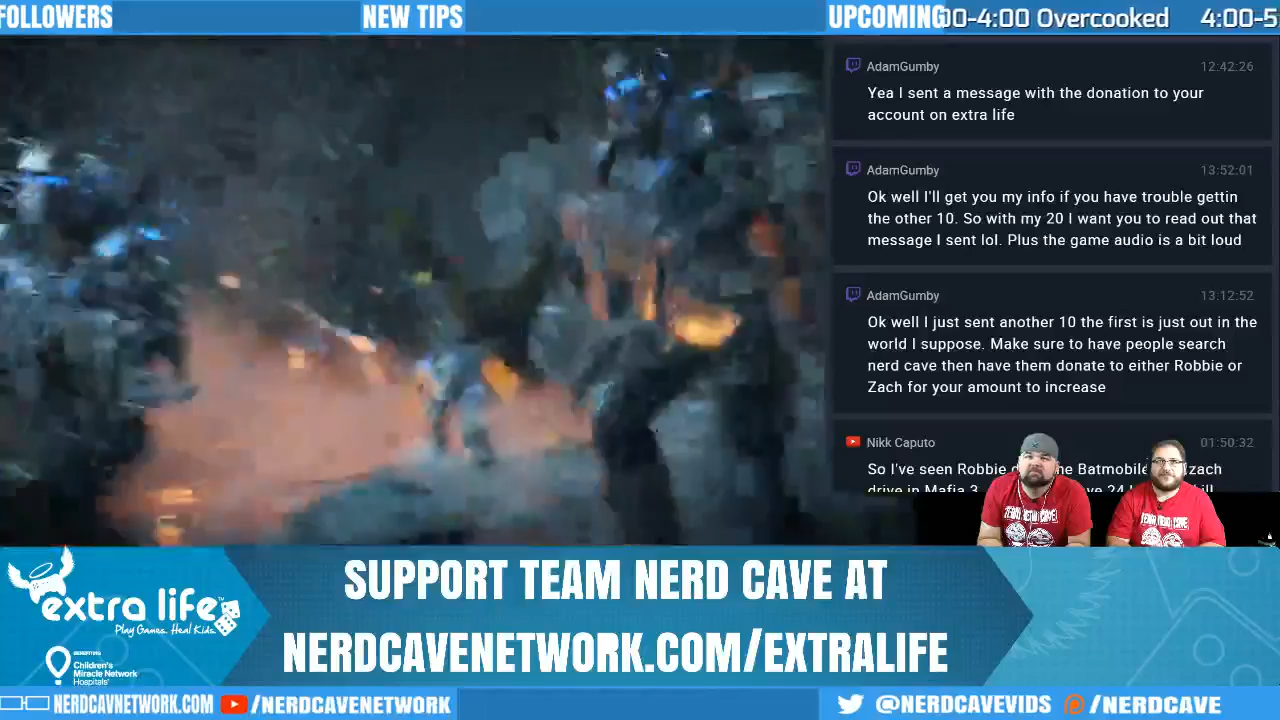 FOLLOWERS
NEW TIPS
UPCOMING
00-4:00 Overcooked 4:00-5
AdamGumby 12:42:26
Yea I sent a message with the donation to your
account on extra life
AdamGumby 13:52:01
Ok well I'll get you my info if you have trouble gettin
the other 10. So with my 20 I want you to read out that
message I sent lol. Plus the game audio is a bit loud
AdamGumby 13:12:52
Ok well I just sent another 10 the first is just out in the
world I suppose. Make sure to have people search
nerd cave then have them donate to either Robbie or
Zach for your amount to increase
Nikk Caputo 01:50:32
So I've seen Robbie Batmobile zach
drive in Mafia 3
TEAM NERD CAVE
SUPPORT TEAM NERD CAVE AT
NERDCAVENETWORK.COM/EXTRALIFE
extra life
Play Games. Heal Kids.
BENEFITING
Children's
Miracle Network
Hospitals
NERDCAVNETWORK.COM /NERDCAVENETWORK @NERDCAVEVIDS /NERDCAVE